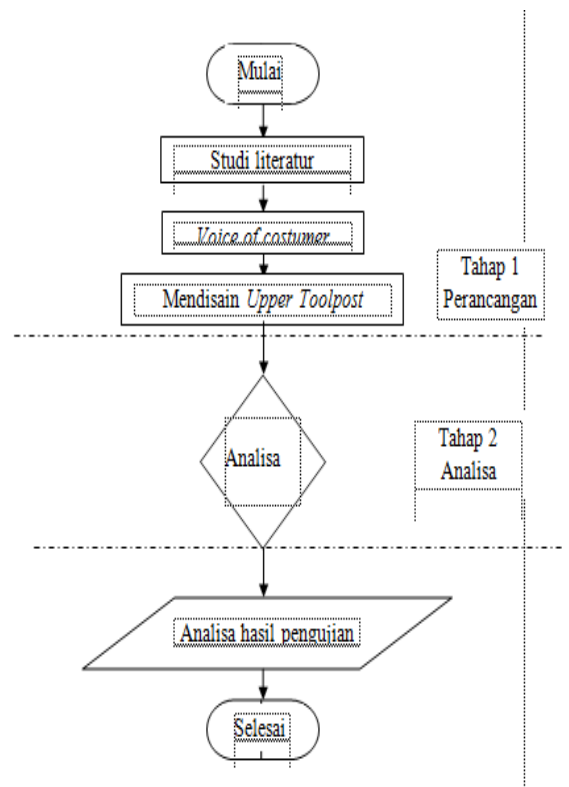 Mulai
Studi literatur
Voice of costumer
Tahap 1
Perancangan
Mendisain Upper Toolpost
Analisa
Tahap 2
Analisa
Analisa hasil pengujian
Selesai